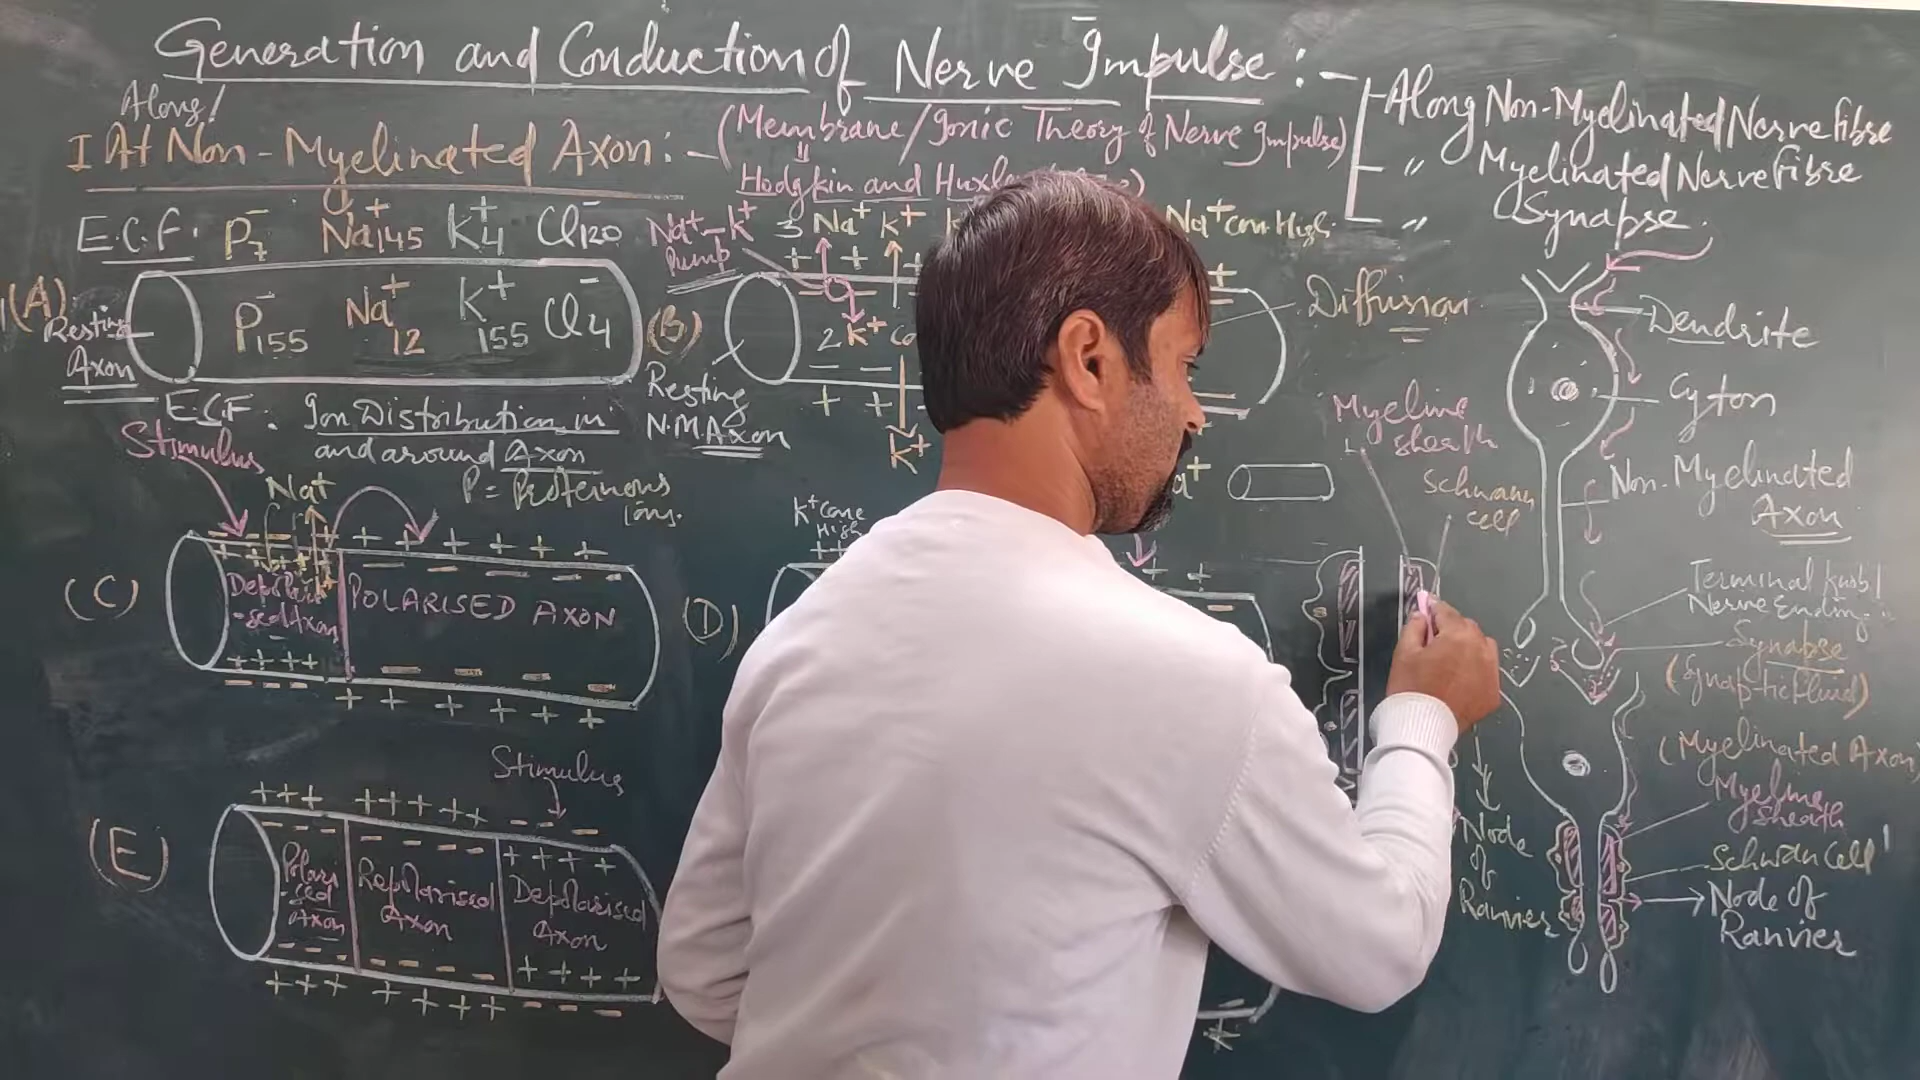 Generation and Conduction of Nerve Impulse :-
Along Non-Myelinated Nerve fibre
" Myelinated Nerve Fibre
" Synapse
Along
I At Non-Myelinated Axon :- (Membrane/Ionic Theory of Nerve Impulse)
Hodgkin and
E.C.F. P⁻7 Na⁺145 K⁺4 Cl⁻120
(A)
Resting Axon
P⁻155 Na⁺12 K⁺155 Cl⁻4
E.C.F. Ion Distribution in
and around Axon
P = Proteinous
ions.
Na⁺-K⁺ Pump
3 Na⁺ K⁺
Na⁺ conc High
(B)
2 K⁺
K⁺
Diffusion
Resting
N.M.Axon
Stimulus
Na⁺
(C)
Depolari
-sed Axon
POLARISED AXON
K⁺ conc
High
(D)
Stimulus
(E)
Polari
-sed
Axon
Repolarised
Axon
Depolarised
Axon
Myeline
sheath
Schwann
cell
Node
of
Ranvier
Dendrite
Cyton
Non-Myelinated
Axon
Terminal knob/
Nerve Ending
Synapse
(Synaptic fluid)
(Myelinated Axon)
Myeline
sheath
Schwan Cell
Node of
Ranvier